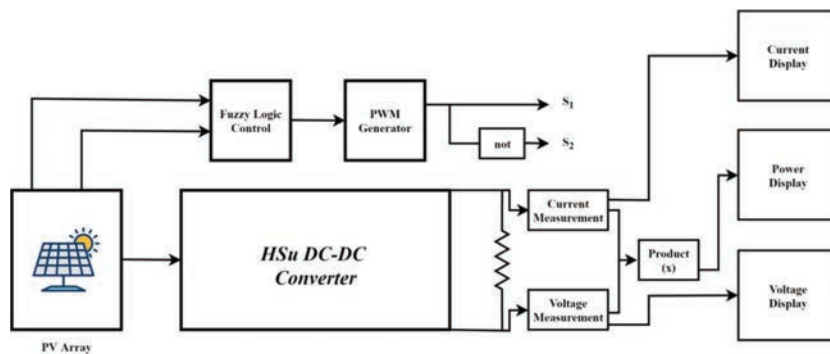 Current
Display
Fuzzy Logic
Control
PWM
Generator
S1
not
S2
Power
Display
HSu DC-DC
Converter
Current
Measurement
Product
(x)
Voltage
Measurement
Voltage
Display
PV Array